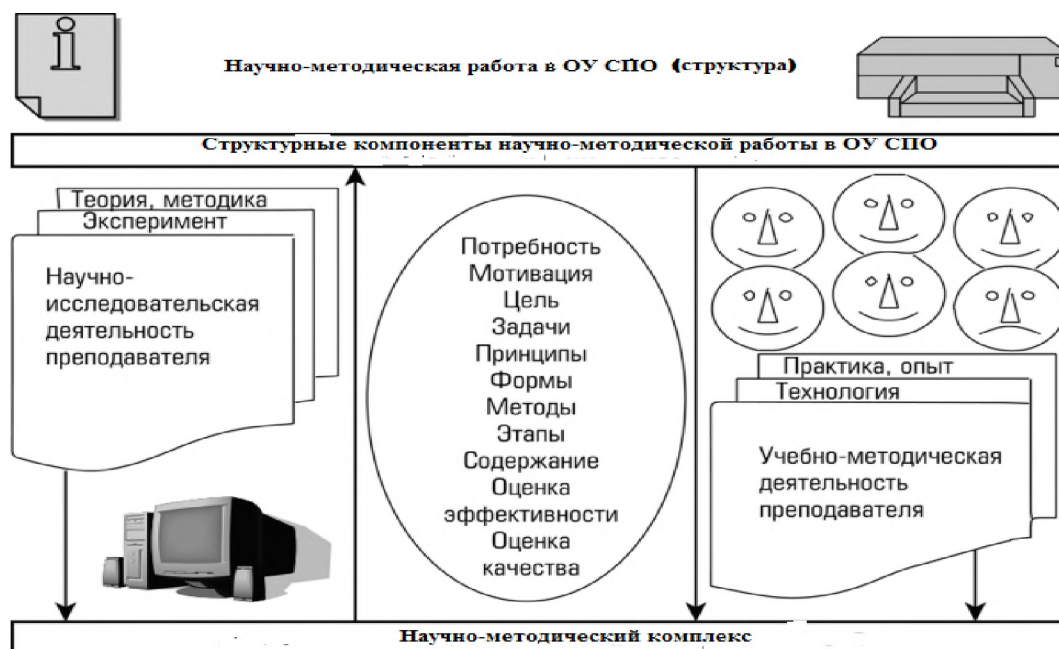 i
Научно-методическая работа в ОУ СПО (структура)
Структурные компоненты научно-методической работы в ОУ СПО
Теория, методика
Эксперимент
Научно-
исследовательская
деятельность
преподавателя
Потребность
Мотивация
Цель
Задачи
Принципы
Формы
Методы
Этапы
Содержание
Оценка
эффективности
Оценка
качества
Практика, опыт
Технология
Учебно-методическая
деятельность
преподавателя
Научно-методический комплекс